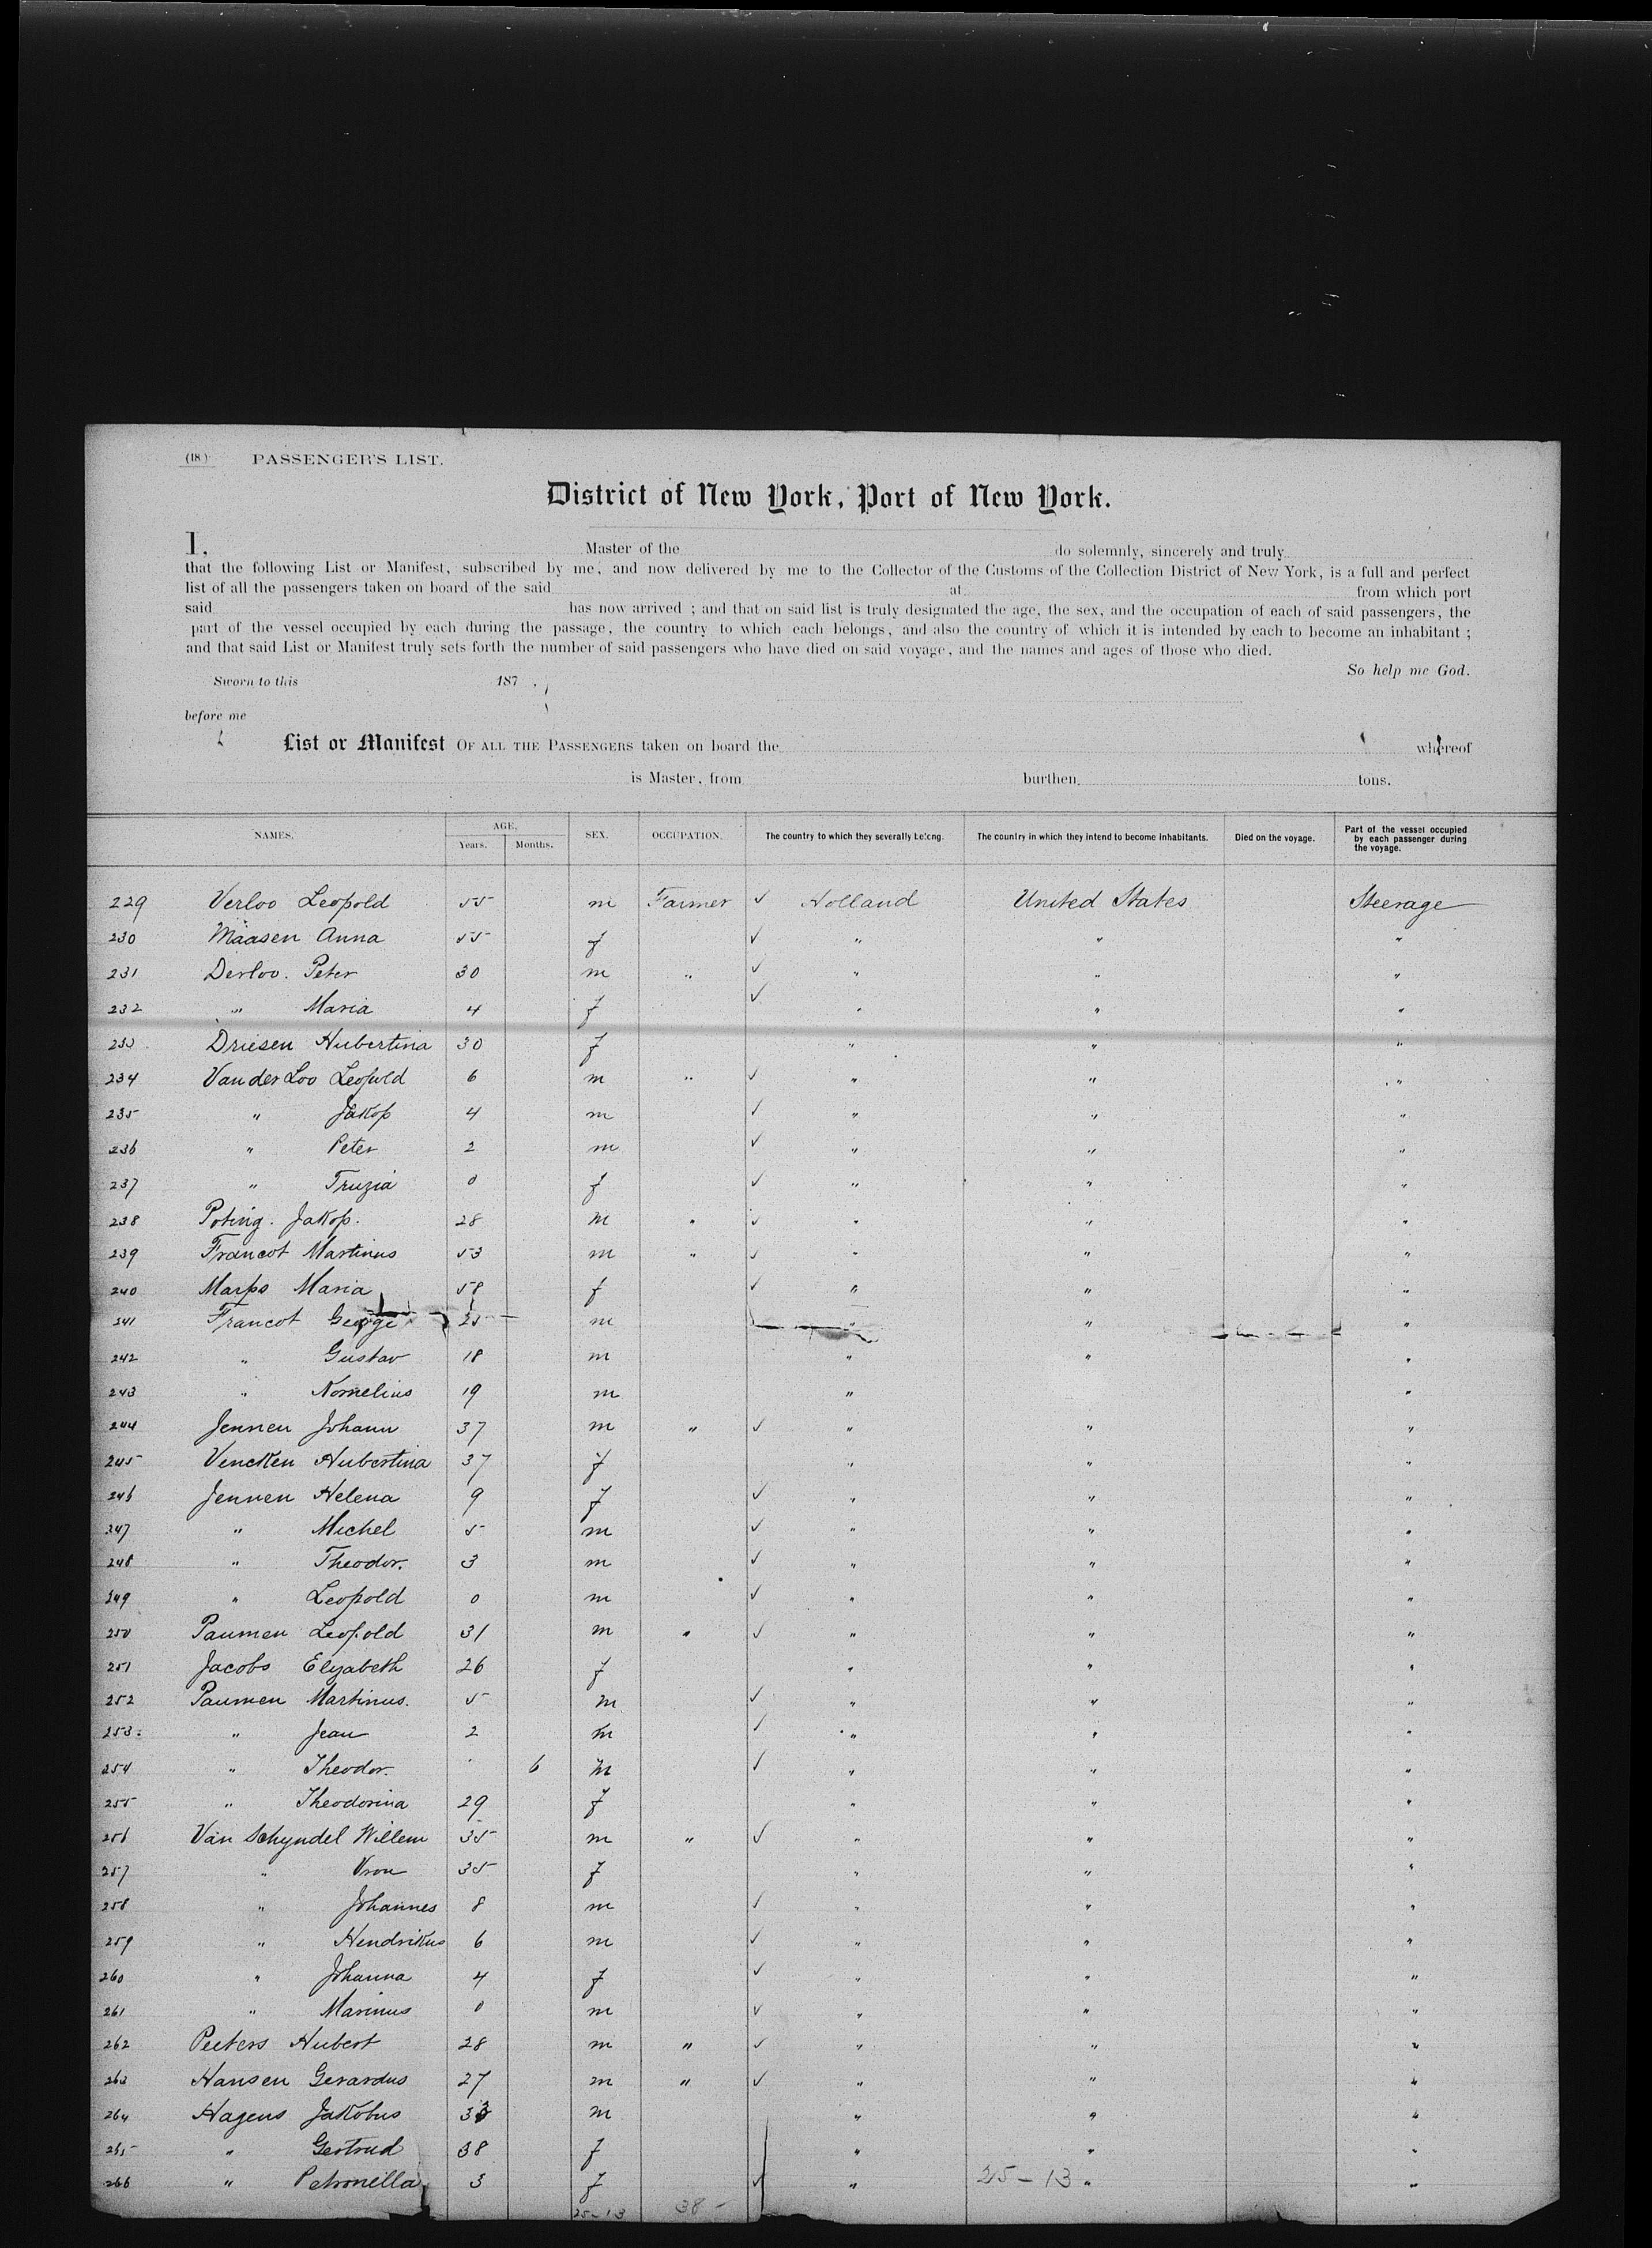 (18) PASSENGER'S LIST.
District of New York, Port of New York.
I, Master of the do solemnly, sincerely and truly
that the following List or Manifest, subscribed by me, and now delivered by me to the Collector of the Customs of the Collection District of New York, is a full and perfect
list of all the passengers taken on board of the said at from which port
said has now arrived ; and that on said list is truly designated the age, the sex, and the occupation of each of said passengers, the
part of the vessel occupied by each during the passage, the country to which each belongs, and also the country of which it is intended by each to become an inhabitant ;
and that said List or Manifest truly sets forth the number of said passengers who have died on said voyage, and the names and ages of those who died.
So help me God.
Sworn to this 187 .
before me
List or Manifest OF ALL THE PASSENGERS taken on board the whereof
is Master, from burthen tons.
NAMES. AGE. Years. Months. SEX. OCCUPATION. The country to which they severally belong. The country in which they intend to become inhabitants. Died on the voyage. Part of the vessel occupied by each passenger during the voyage.
229 Verloo Leopold 55 m Farmer ✓ Holland United States Steerage
230 Maasen Anna 55 f ✓ " " "
231 Derloo. Peter 30 m " ✓ " " "
232 " Maria 4 f ✓ " " "
233 Driesen Hubertina 30 f " " "
234 Van der Loo Leopold 6 m " ✓ " " "
235 " Jakop 4 m ✓ " " "
236 " Peter 2 m ✓ " " "
237 " Truzia 0 f ✓ " " "
238 Poting. Jakop. 28 m " ✓ " " "
239 Francot Martinus 53 m " ✓ " " "
240 Marps Maria 58 f ✓ " " "
241 Francot George 25 m " " "
242 " Gustav 18 m " " "
243 " Kornelius 19 m " "
244 Jennen Johann 37 m " ✓ " " "
245 Vencken Hubertina 37 f " " "
246 Jennen Helena 9 f ✓ " " "
247 " Michel 5 m ✓ " " "
248 " Theodor. 3 m ✓ " " "
249 " Leopold 0 m ✓ " " "
250 Paumen Leopold 31 m " ✓ " " "
251 Jacobs Elyabeth 26 f " " "
252 Paumen Martinus. 5 m ✓ " " "
253 " Jean 2 m ✓ " " "
254 " Theodor. 6 m ✓ " " "
255 " Theodorina 29 f " " "
256 Van Schyndel Willem 35 m " ✓ " " "
257 " Vrou 35 f " " "
258 " Johannes 8 m ✓ " " "
259 " Hendrikus 6 m ✓ " " "
260 " Johanna 4 f ✓ " " "
261 " Marinus 0 m ✓ " " "
262 Peeters Hubert 28 m " ✓ " " "
263 Hansen Gerardus 27 m " ✓ " " "
264 Hagens Jakobus 33 m " " "
265 " Gertrud 38 f " " "
266 " Petronella 3 f ✓ " 25-13 " "
25-13 38-